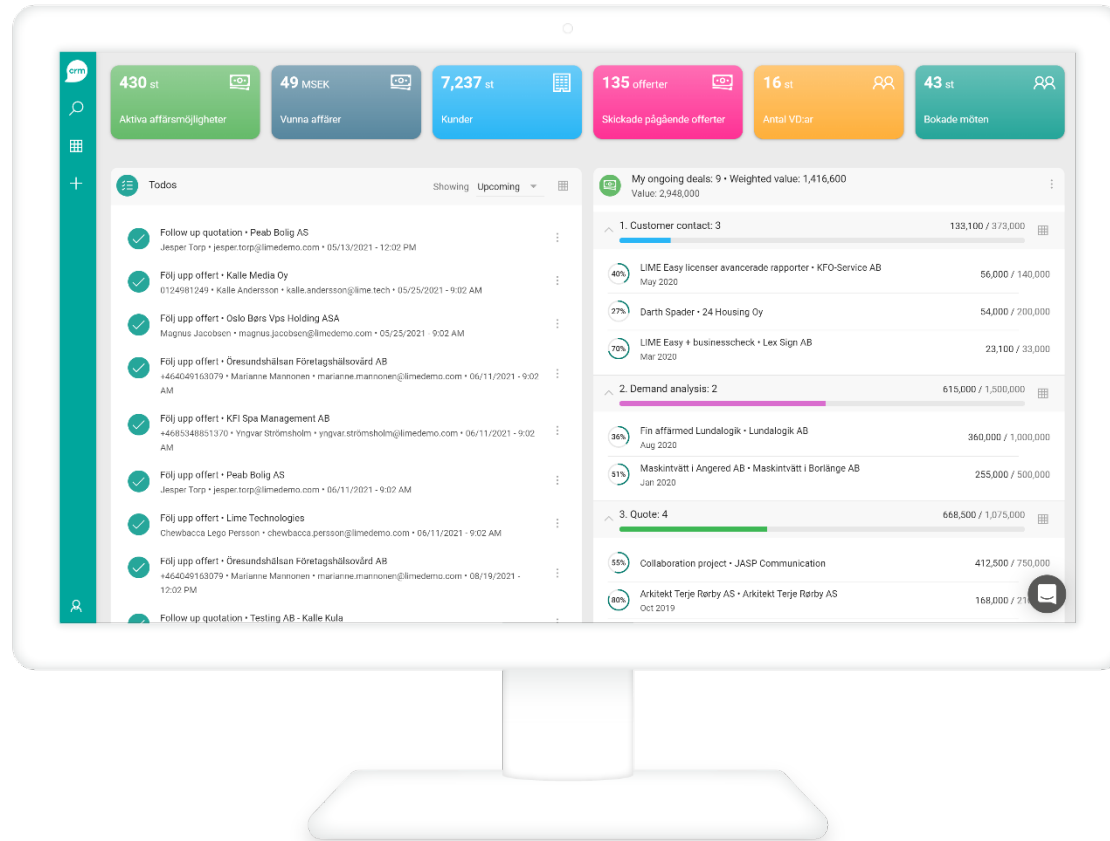 crm
430 st
Aktiva affärsmöjligheter
49 MSEK
Vunna affärer
7,237 st
Kunder
135 offerter
Skickade pågående offerter
16 st
Antal VD:ar
43 st
Bokade möten
Todos
Showing Upcoming
Follow up quotation • Peab Bolig AS
Jesper Torp • jesper.torp@limedemo.com • 05/13/2021 - 12:02 PM
Följ upp offert • Kalle Media Oy
0124981249 • Kalle Andersson • kalle.andersson@lime.tech • 05/25/2021 - 9:02 AM
Följ upp offert • Oslo Børs Vps Holding ASA
Magnus Jacobsen • magnus.jacobsen@limedemo.com • 05/25/2021 - 9:02 AM
Följ upp offert • Öresundshälsan Företagshälsovård AB
+464049163079 • Marianne Mannonen • marianne.mannonen@limedemo.com • 06/11/2021 - 9:02
AM
Följ upp offert • KFI Spa Management AB
+4685348851370 • Yngvar Strömsholm • yngvar.strömsholm@limedemo.com • 06/11/2021 - 9:02
AM
Följ upp offert • Peab Bolig AS
Jesper Torp • jesper.torp@limedemo.com • 06/11/2021 - 9:02 AM
Följ upp offert • Lime Technologies
Chewbacca Lego Persson • chewbacca.persson@limedemo.com • 06/11/2021 - 9:02 AM
Följ upp offert • Öresundshälsan Företagshälsovård AB
+464049163079 • Marianne Mannonen • marianne.mannonen@limedemo.com • 08/19/2021 -
12:02 PM
Follow up quotation • Testing AB - Kalle Kula
My ongoing deals: 9 • Weighted value: 1,416,600
Value: 2,948,000
1. Customer contact: 3
133,100 / 373,000
40%
LIME Easy licenser avancerade rapporter • KFO-Service AB
May 2020
56,000 / 140,000
27%
Darth Spader • 24 Housing Oy
54,000 / 200,000
70%
LIME Easy + businesscheck • Lex Sign AB
Mar 2020
23,100 / 33,000
2. Demand analysis: 2
615,000 / 1,500,000
36%
Fin affärmed Lundalogik • Lundalogik AB
Aug 2020
360,000 / 1,000,000
51%
Maskintvätt i Angered AB • Maskintvätt i Borlänge AB
Jan 2020
255,000 / 500,000
3. Quote: 4
668,500 / 1,075,000
55%
Collaboration project • JASP Communication
412,500 / 750,000
80%
Arkitekt Terje Rørby AS • Arkitekt Terje Rørby AS
Oct 2019
168,000 /